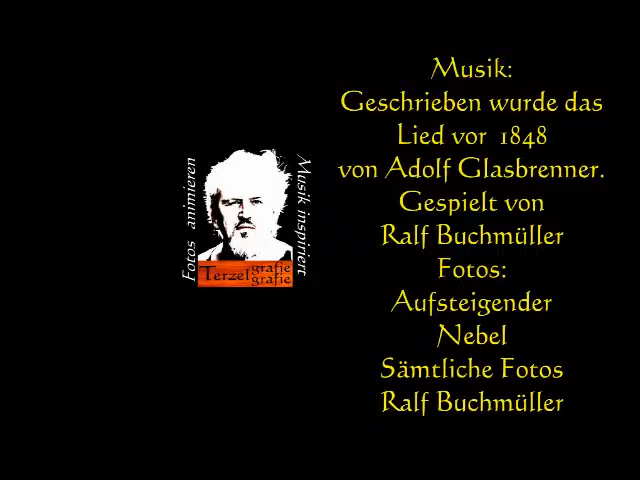 Musik:
Geschrieben wurde das
Lied vor 1848
von Adolf Glasbrenner.
Gespielt von
Ralf Buchmüller
Fotos:
Aufsteigender
Nebel
Sämtliche Fotos
Ralf Buchmüller
Fotos animieren
Musik inspiriert
Terzelgrafie
grafie